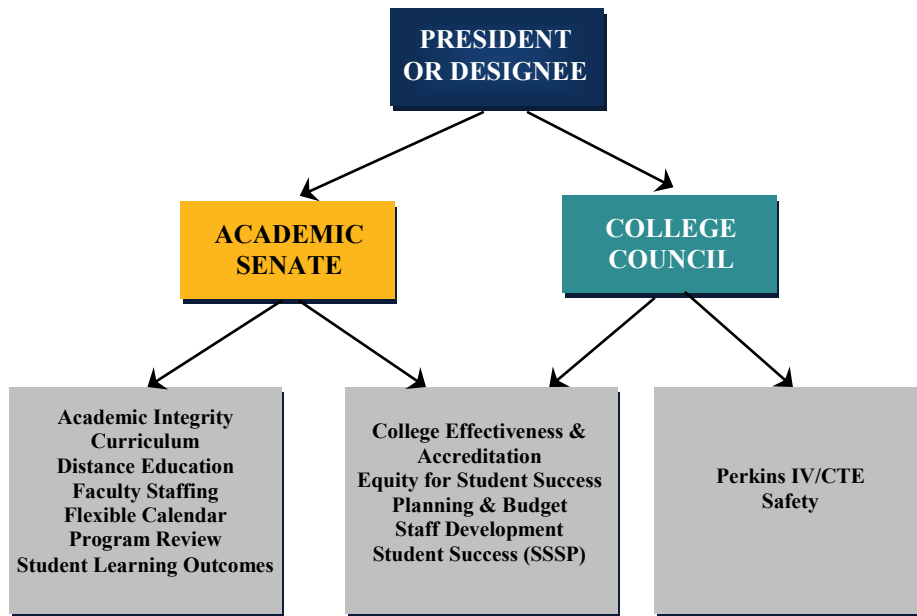 PRESIDENT
OR DESIGNEE
ACADEMIC
SENATE
COLLEGE
COUNCIL
Academic Integrity
Curriculum
Distance Education
Faculty Staffing
Flexible Calendar
Program Review
Student Learning Outcomes
College Effectiveness &
Accreditation
Equity for Student Success
Planning & Budget
Staff Development
Student Success (SSSP)
Perkins IV/CTE
Safety